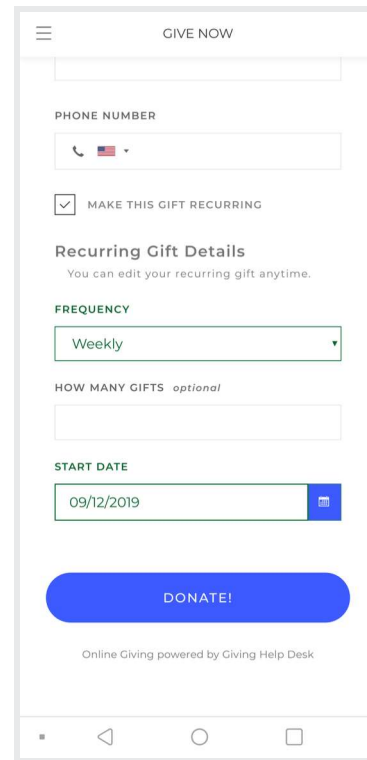 GIVE NOW
PHONE NUMBER
MAKE THIS GIFT RECURRING
Recurring Gift Details
You can edit your recurring gift anytime.
FREQUENCY
Weekly
HOW MANY GIFTS optional
START DATE
09/12/2019
DONATE!
Online Giving powered by Giving Help Desk